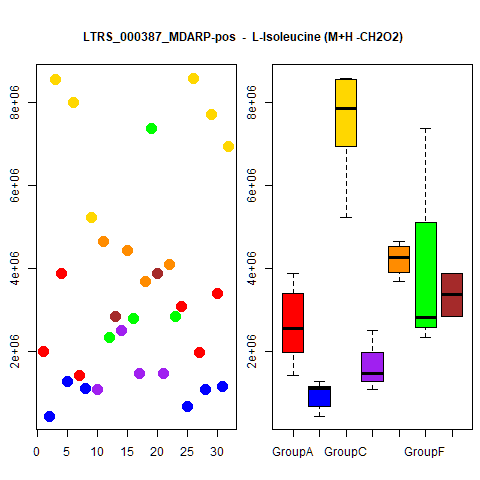 LTRS_000387_MDARP-pos - L-Isoleucine (M+H -CH2O2)
8e+06
6e+06
4e+06
2e+06
0 5 10 15 20 25 30
8e+06
6e+06
4e+06
2e+06
GroupA GroupC GroupF